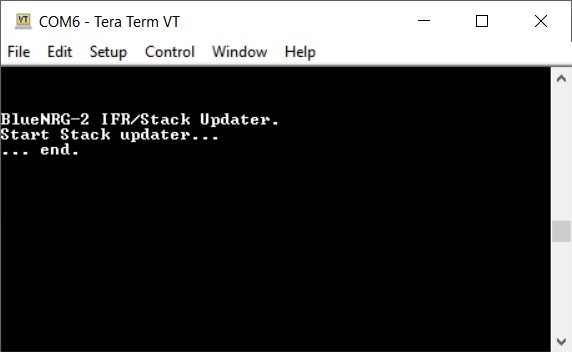 COM6 - Tera Term VT
File Edit Setup Control Window Help
BlueNRG-2 IFR/Stack Updater.
Start Stack updater...
... end.